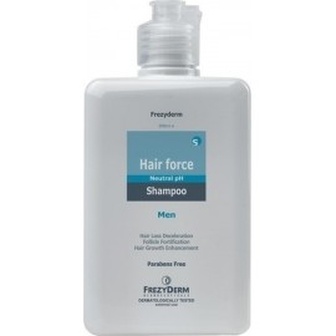 Frezyderm
S
Hair force
Neutral pH
Shampoo
Men
Hair Loss Deceleration
Follicle Fortification
Hair Growth Enhancement
Parabens Free
FREZYDERM
DERMATOLOGICALLY TESTED